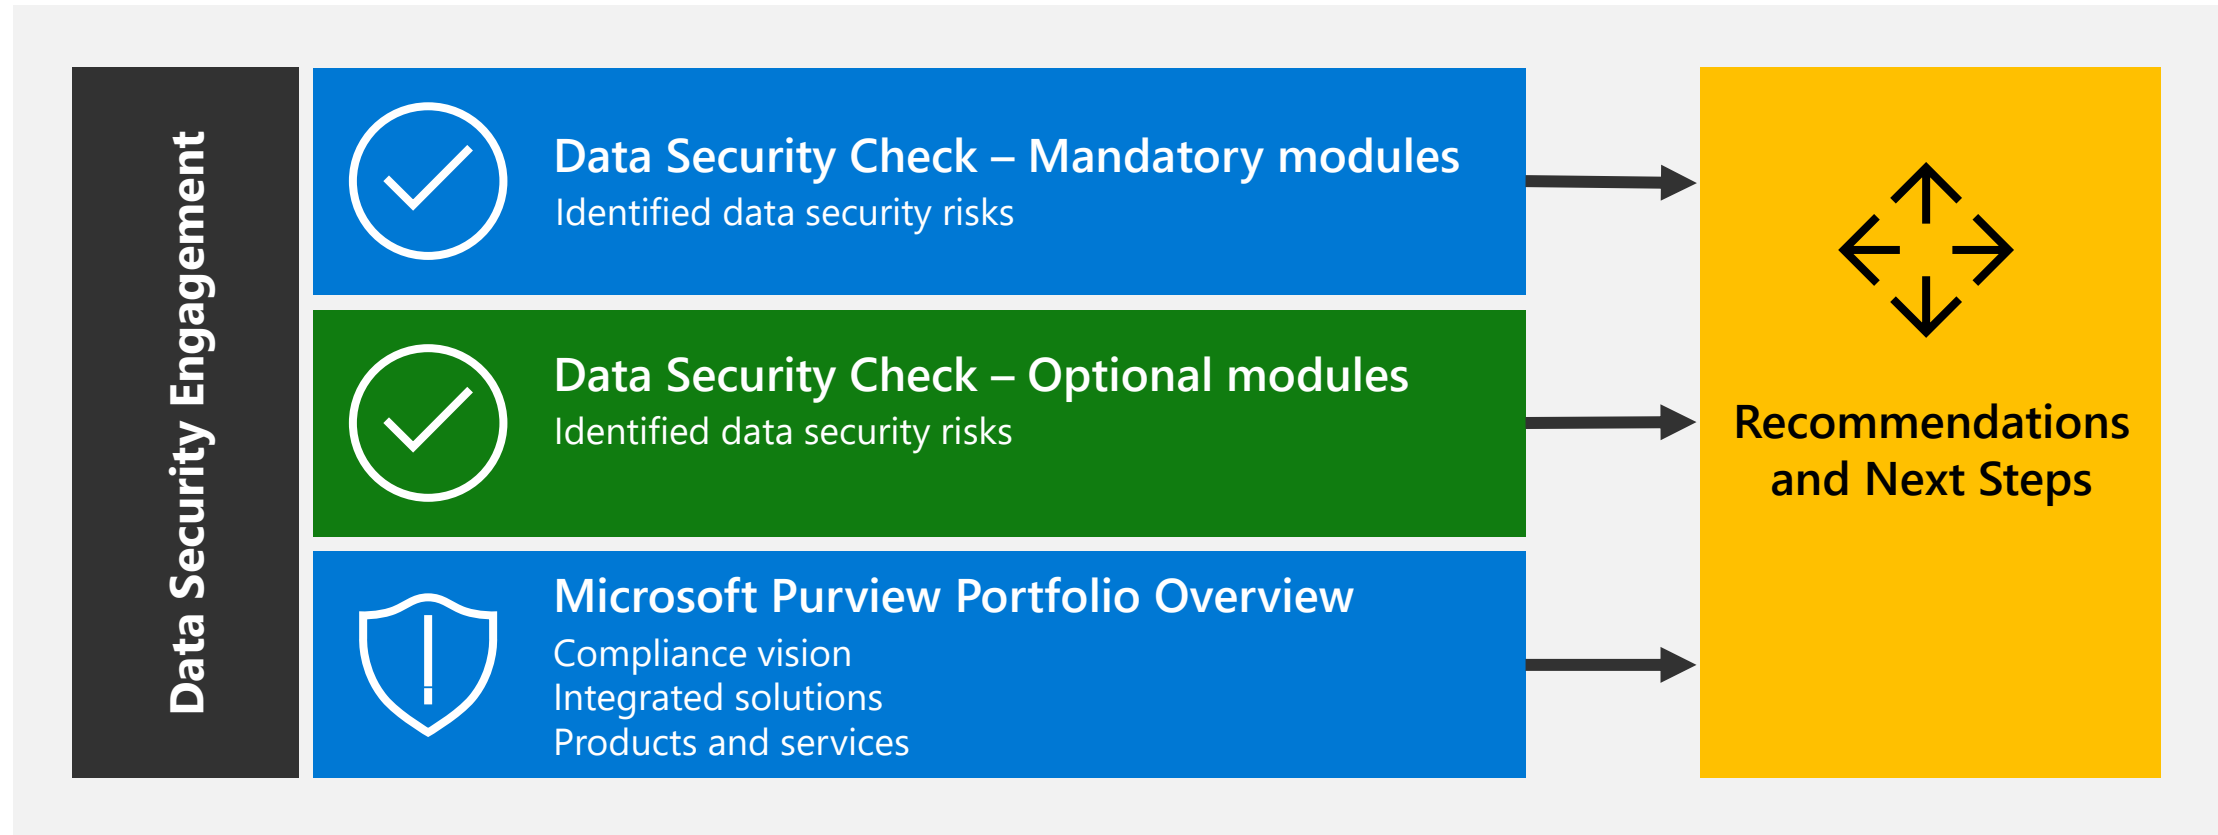 Data Security Engagement
Data Security Check – Mandatory modules
Identified data security risks
Data Security Check – Optional modules
Identified data security risks
Microsoft Purview Portfolio Overview
Compliance vision
Integrated solutions
Products and services
Recommendations
and Next Steps